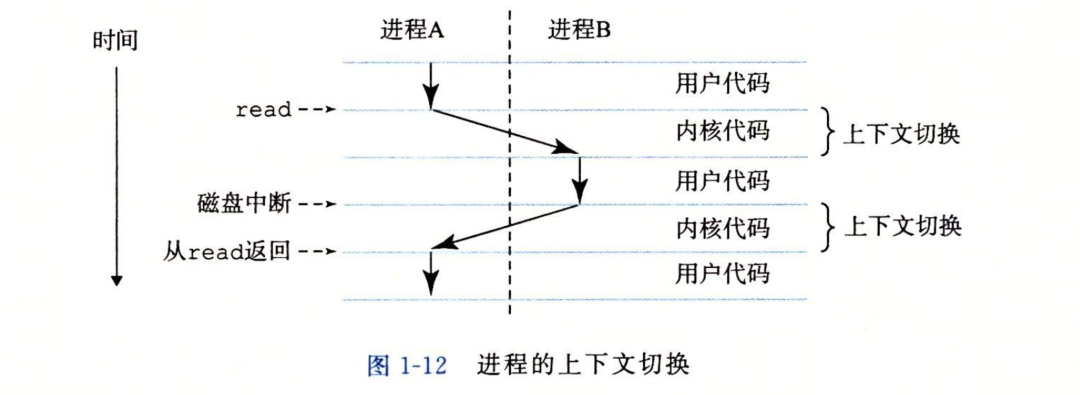 进程A 进程B
时间
用户代码
read
内核代码 上下文切换
用户代码
磁盘中断
内核代码 上下文切换
从read返回
用户代码
图 1-12 进程的上下文切换